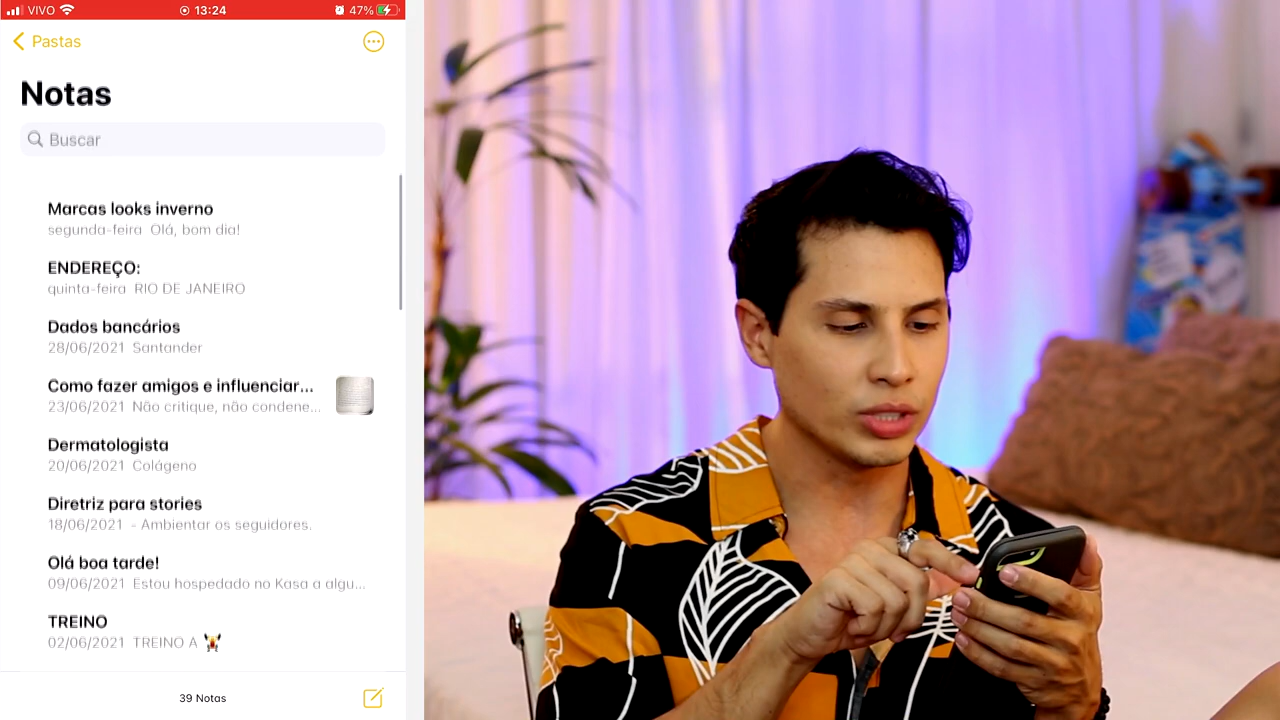 VIVO 13:24 47%
Pastas
Notas
Buscar
Marcas looks inverno
segunda-feira Olá, bom dia!
ENDEREÇO:
quinta-feira RIO DE JANEIRO
Dados bancários
28/06/2021 Santander
Como fazer amigos e influenciar...
23/06/2021 Não critique, não condene...
Dermatologista
20/06/2021 Colágeno
Diretriz para stories
18/06/2021 - Ambientar os seguidores.
Olá boa tarde!
09/06/2021 Estou hospedado no Kasa a algu...
TREINO
02/06/2021 TREINO A
39 Notas